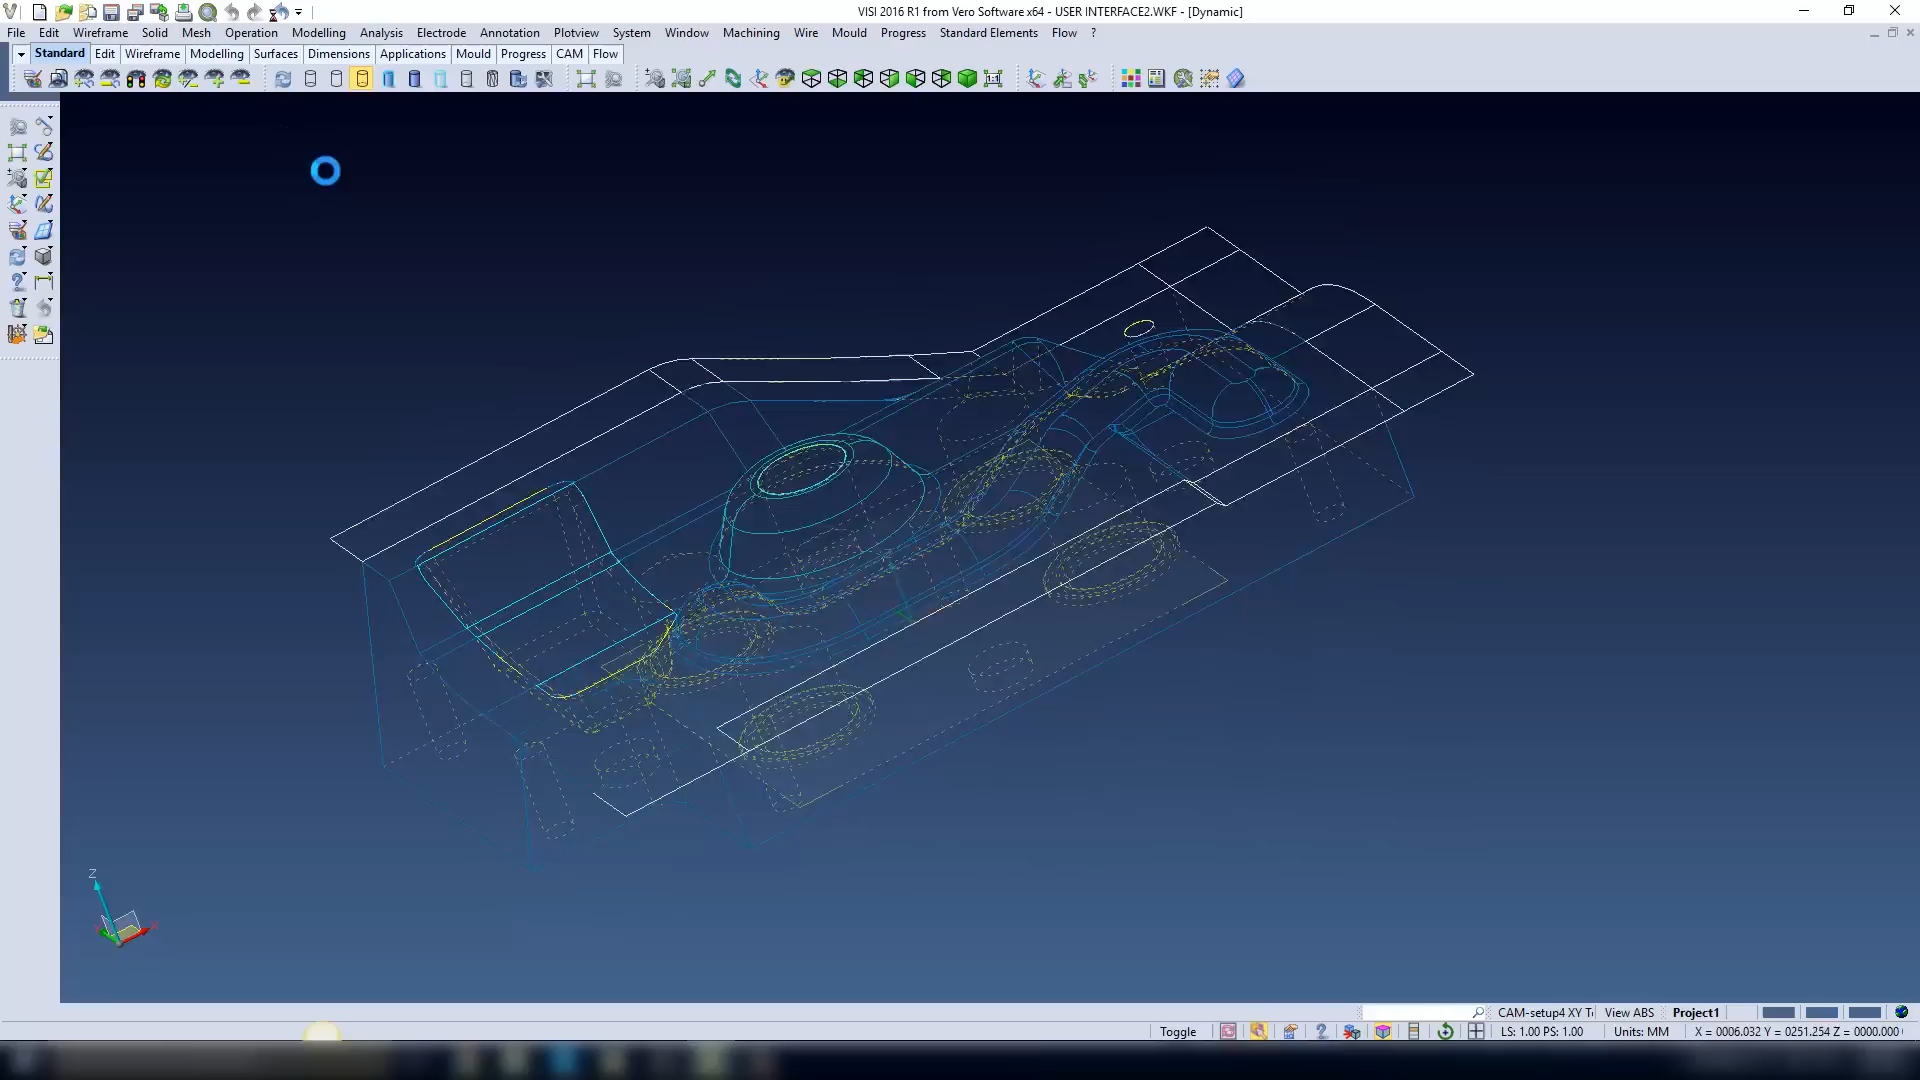 VISI 2016 R1 from Vero Software x64 - USER INTERFACE2.WKF - [Dynamic]
File Edit Wireframe Solid Mesh Operation Modelling Analysis Electrode Annotation Plotview System Window Machining Wire Mould Progress Standard Elements Flow ?
Standard Edit Wireframe Modelling Surfaces Dimensions Applications Mould Progress CAM Flow
1:1
Z
X
CAM-setup4 XY T View ABS Project1
Toggle LS: 1.00 PS: 1.00 Units: MM X = 0006.032 Y = 0251.254 Z = 0000.000